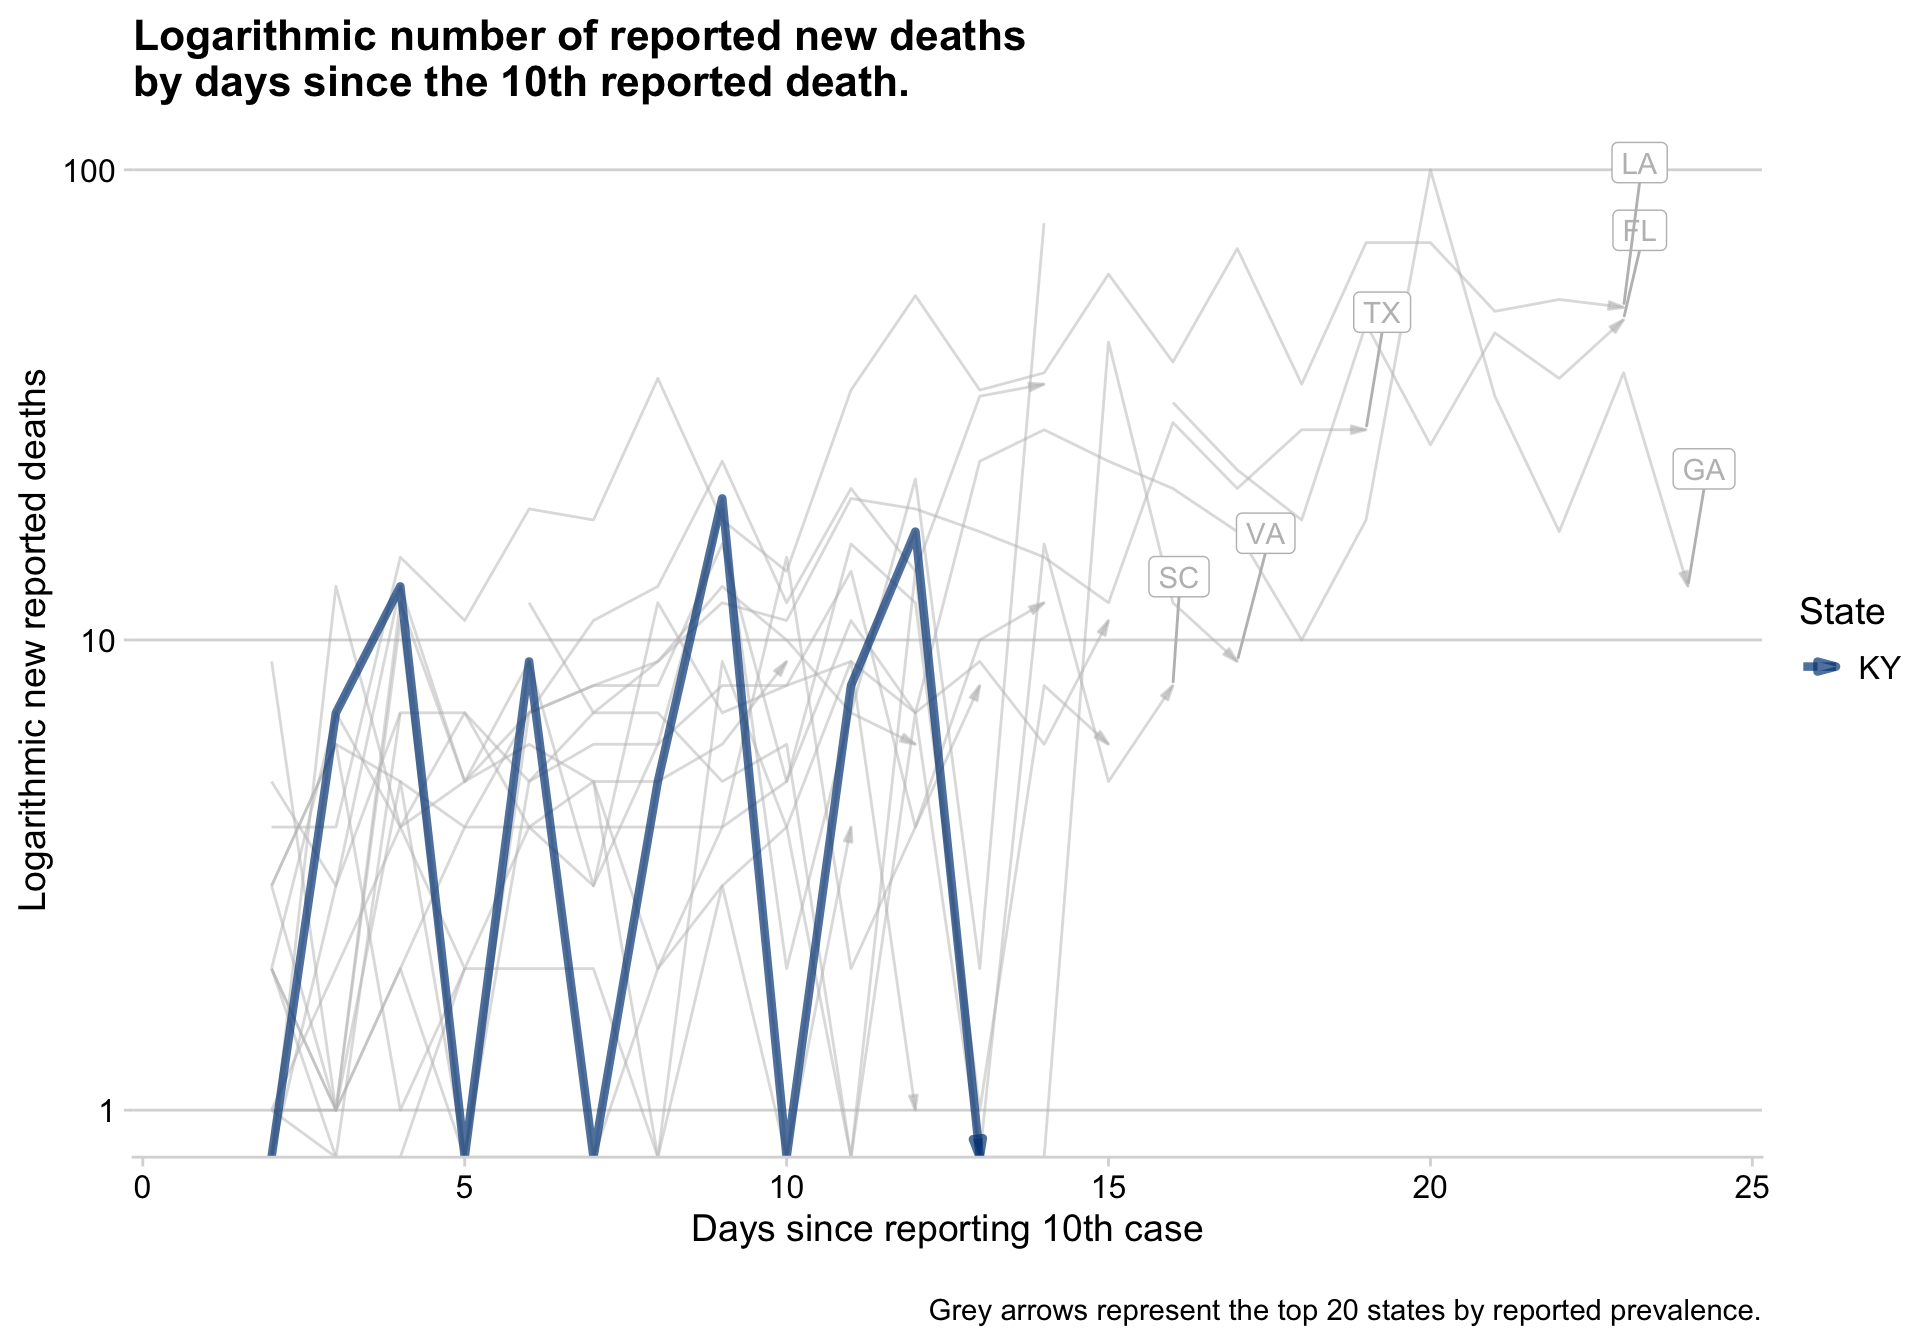 Logarithmic number of reported new deaths
by days since the 10th reported death.
Logarithmic new reported deaths
100
10
1
LA
FL
TX
GA
VA
SC
State
KY
0 5 10 15 20 25
Days since reporting 10th case
Grey arrows represent the top 20 states by reported prevalence.